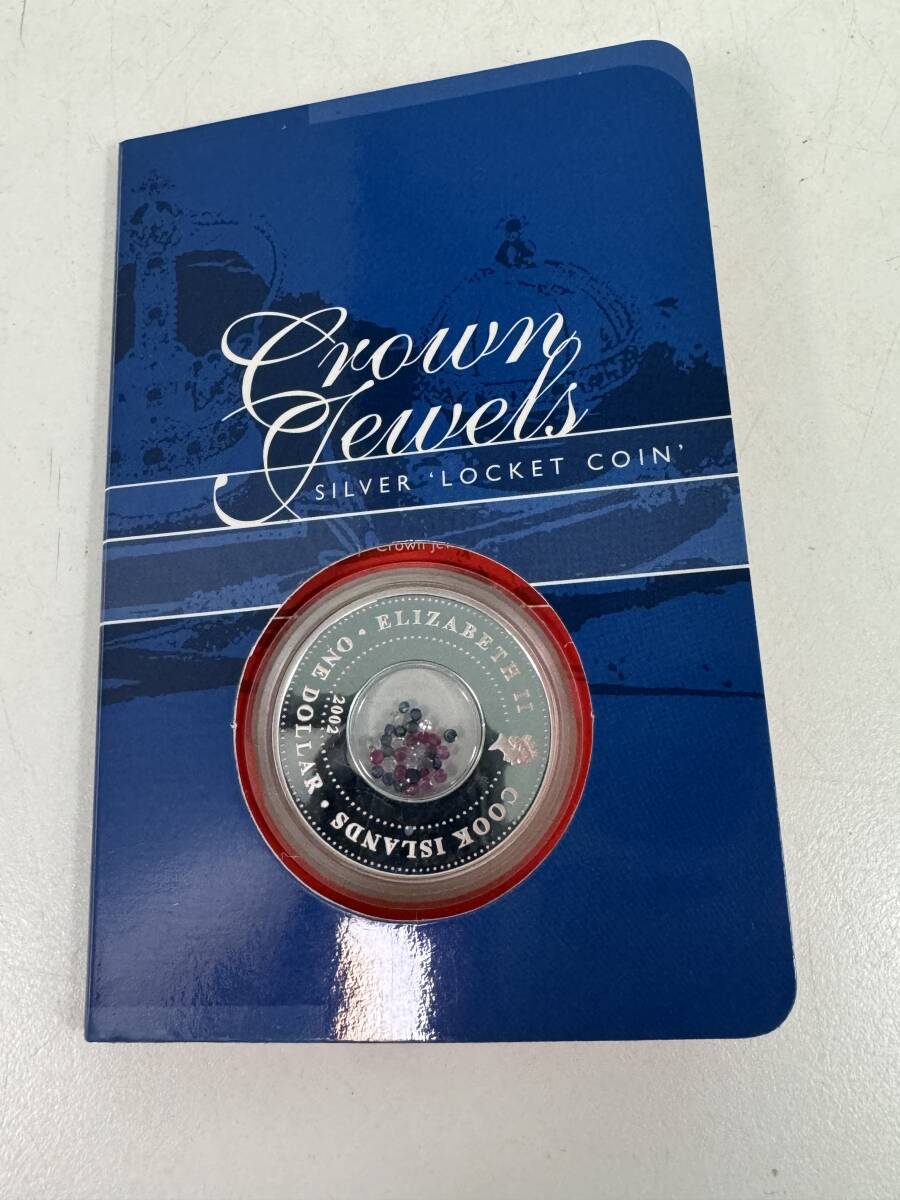 Crown
Jewels
SILVER 'LOCKET COIN'
ELIZABETH II
COOK ISLANDS
ONE DOLLAR
2002